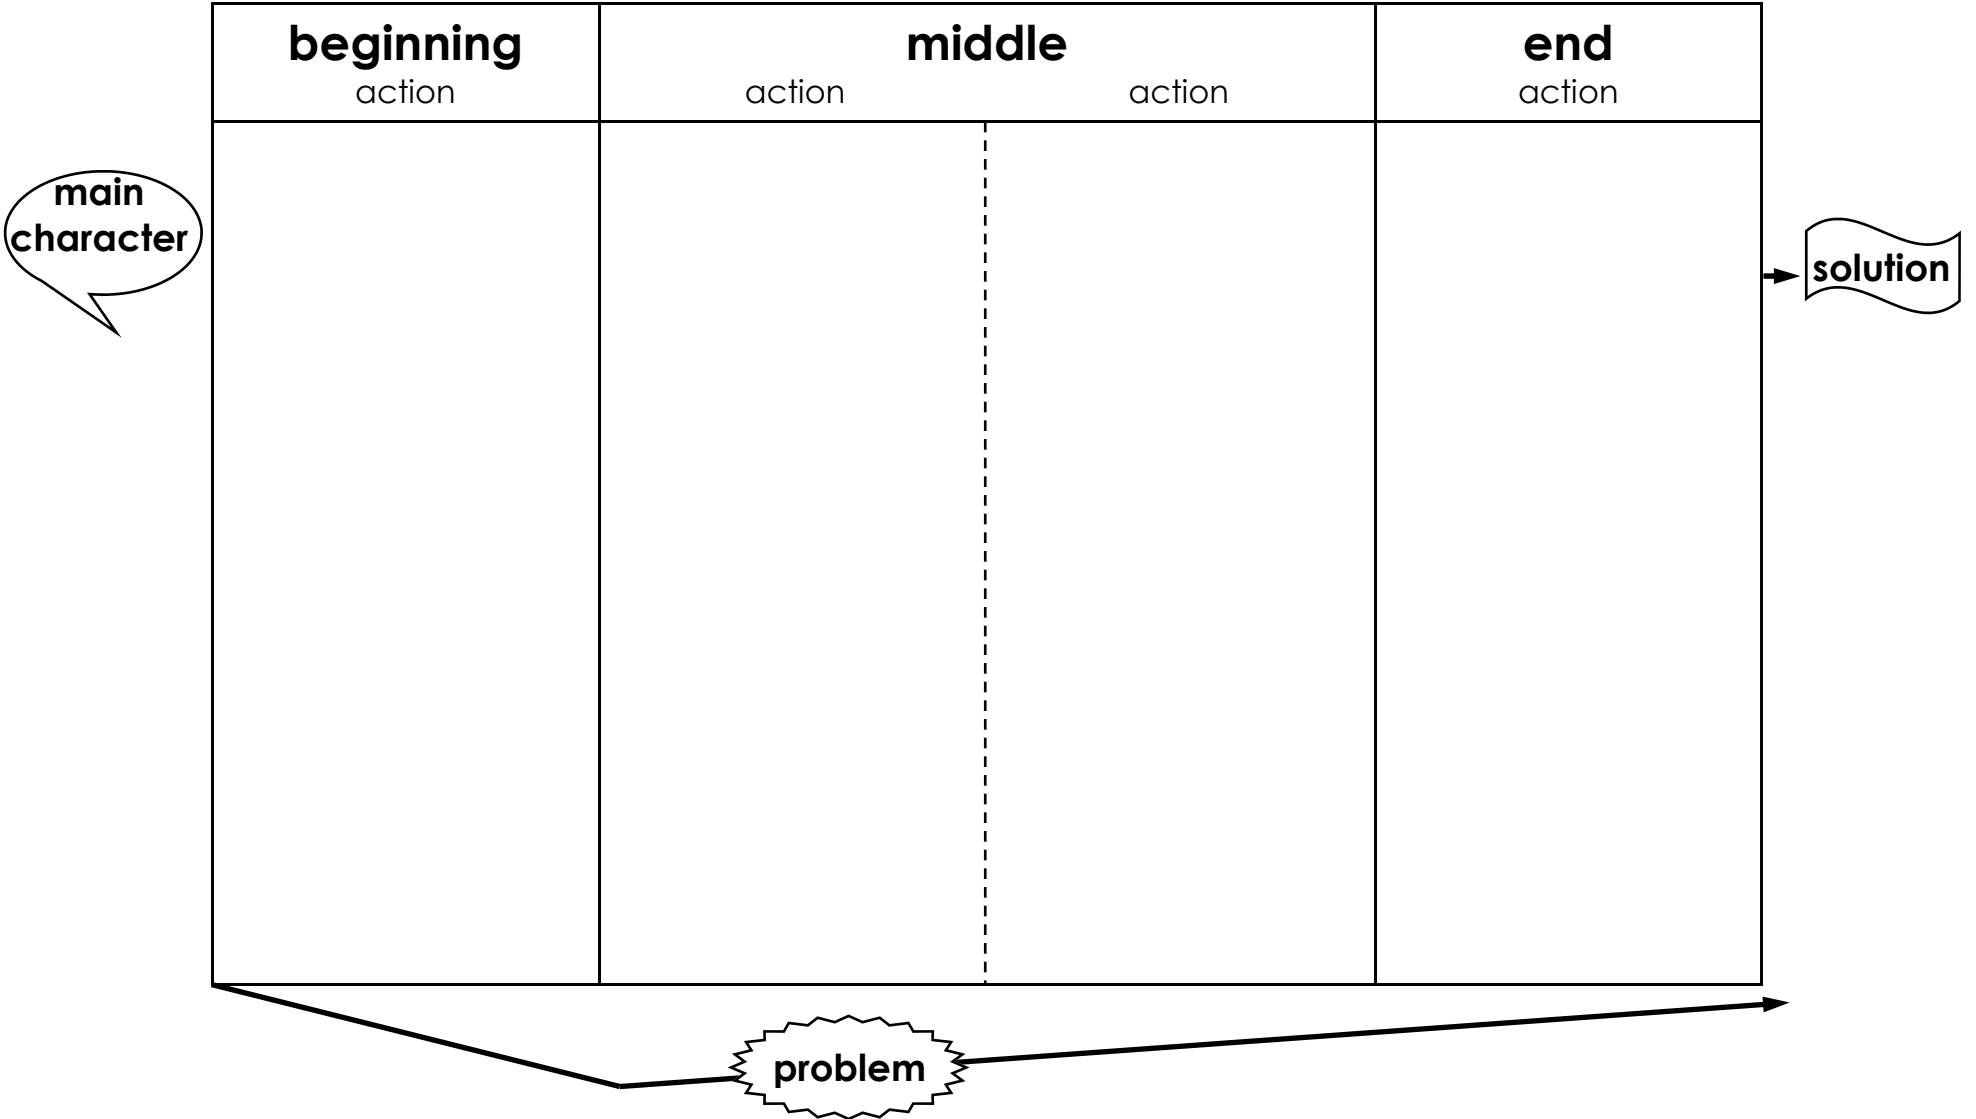 beginning
middle
end
action
action
action
action
main
character
solution
problem